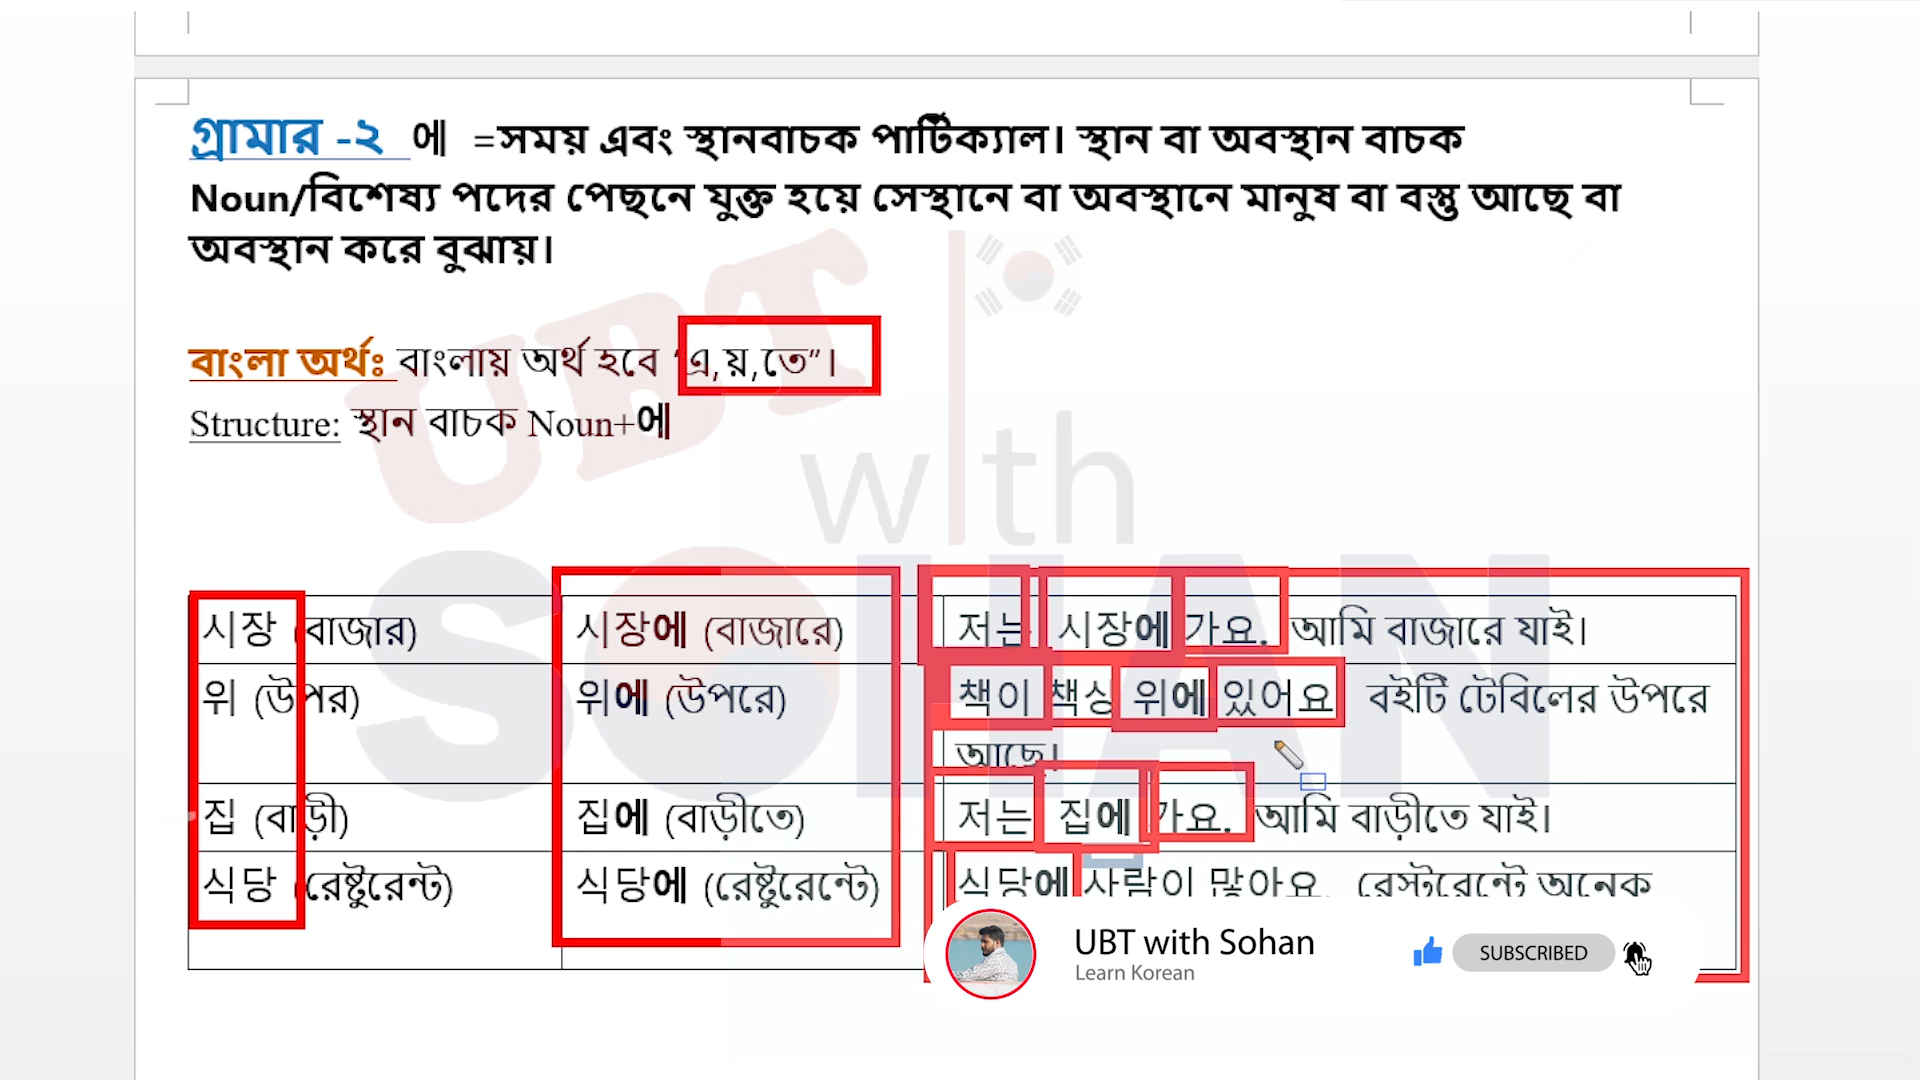 গ্রামার -২ 에 =সময় এবং স্থানবাচক পার্টিক্যাল। স্থান বা অবস্থান বাচক
Noun/বিশেষ্য পদের পেছনে যুক্ত হয়ে সেস্থানে বা অবস্থানে মানুষ বা বস্তু আছে বা
অবস্থান করে বুঝায়।
বাংলা অর্থঃ বাংলায় অর্থ হবে “এ,য়,তে”।
Structure: স্থান বাচক Noun+에
UBT
with
SOHAN
시장 (বাজার) 시장에 (বাজারে) 저는 시장에 가요. আমি বাজারে যাই।
위 (উপর) 위에 (উপরে) 책이 책상 위에 있어요 বইটি টেবিলের উপরে
আছে।
집 (বাড়ী) 집에 (বাড়ীতে) 저는 집에 가요. আমি বাড়ীতে যাই।
식당 (রেষ্টুরেন্ট) 식당에 (রেষ্টুরেন্টে) 식당에 사람이 많아요. রেস্টুরেন্টে অনেক
UBT with Sohan
Learn Korean
SUBSCRIBED